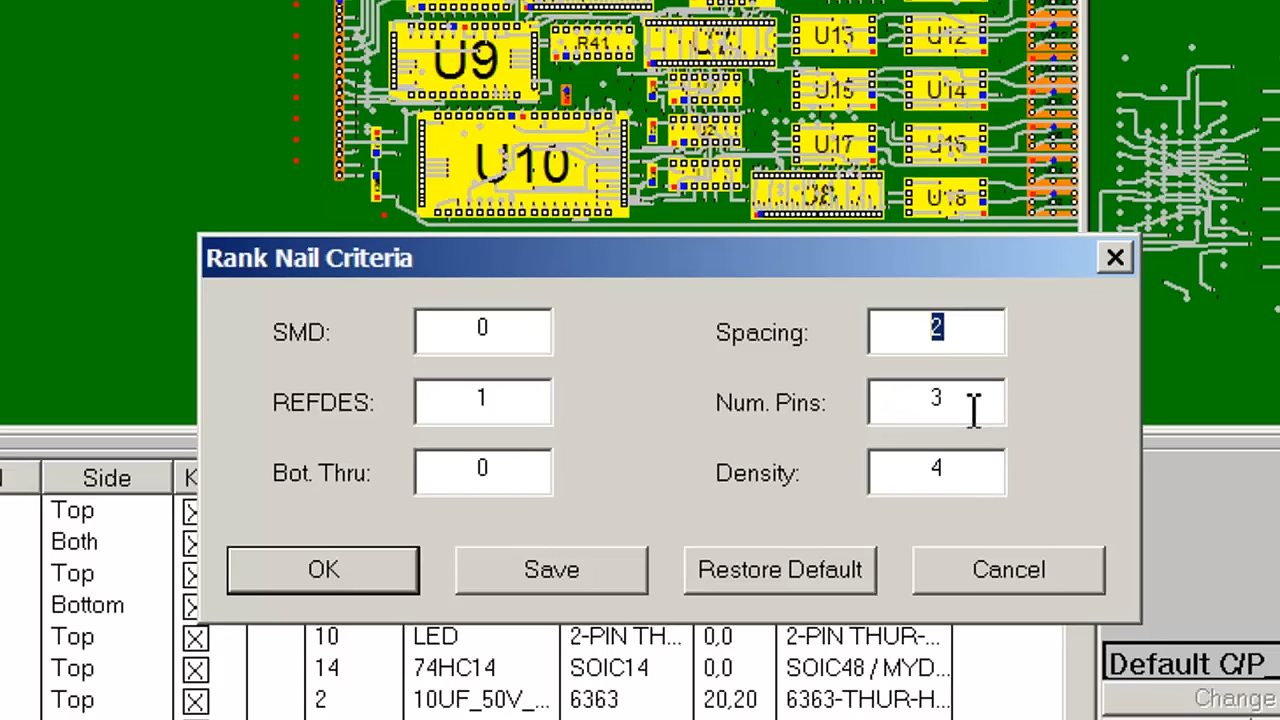 U9
R41
U13
U12
U15
U14
U10
U17
U16
U8
U18
Rank Nail Criteria
SMD: 0
Spacing: 2
REFDES: 1
Num. Pins: 3
Bot. Thru: 0
Density: 4
OK
Save
Restore Default
Cancel
Side
K
Top
Both
Top
Bottom
Top 10 LED 2-PIN TH... 0,0 2-PIN THUR-...
Top 14 74HC14 SOIC14 0,0 SOIC48 / MYD...
Top 2 10UF_50V_... 6363 20,20 6363-THUR-H...
Default C/P_
Change